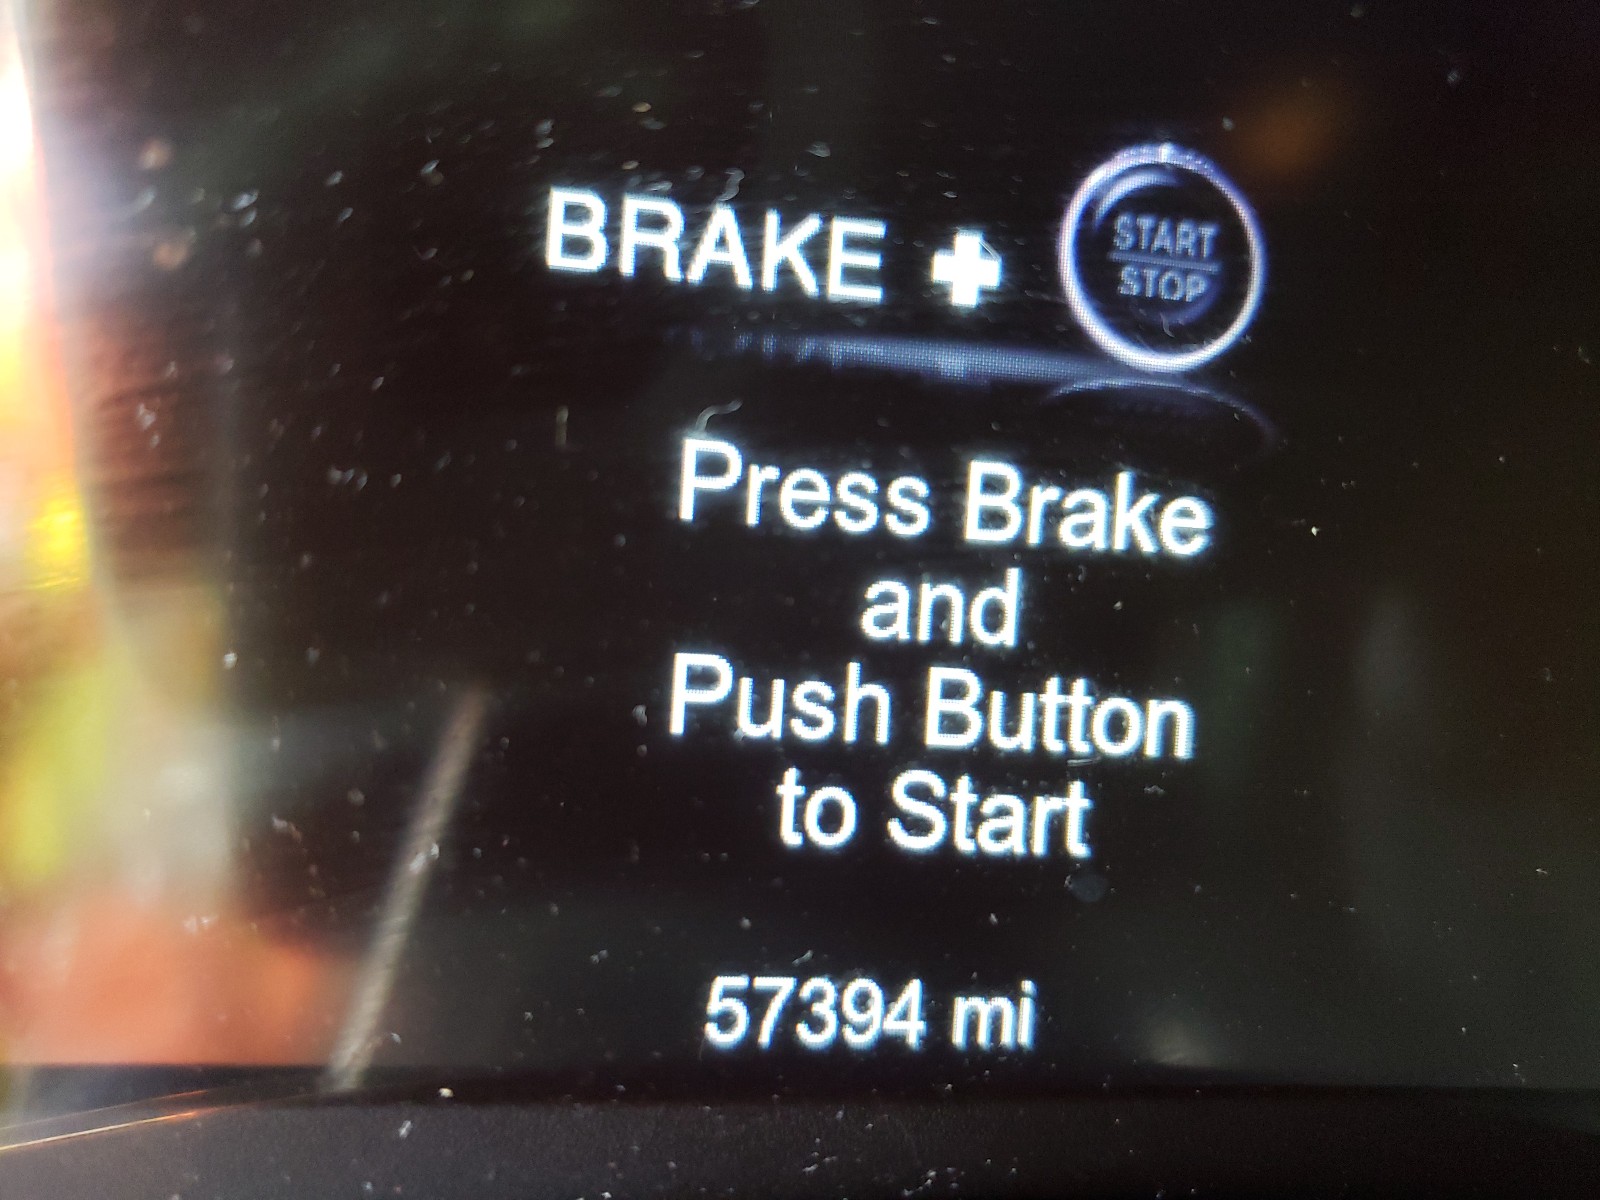 BRAKE + START
STOP
Press Brake
and
Push Button
to Start
57394 mi